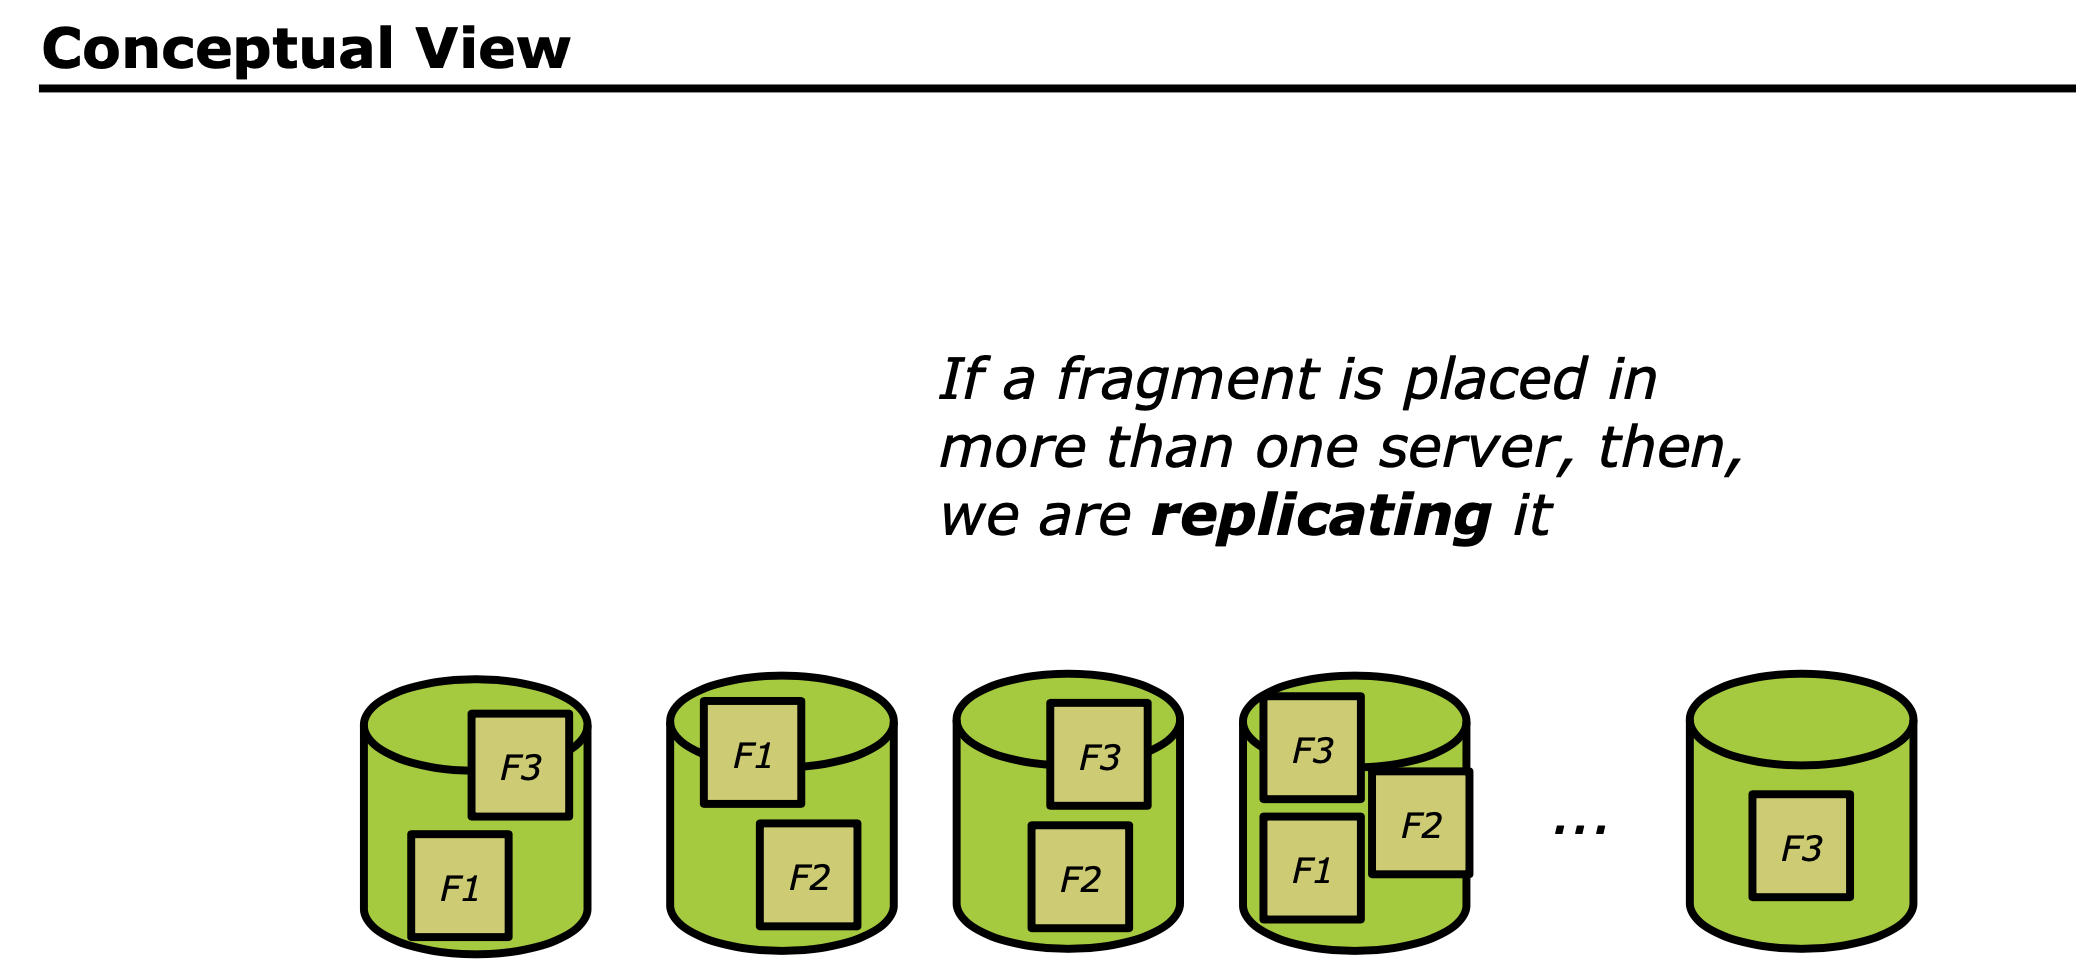 Conceptual View
If a fragment is placed in
more than one server, then,
we are replicating it
F3
F1
F1
F2
F3
F2
F3
F2
F1
...
F3